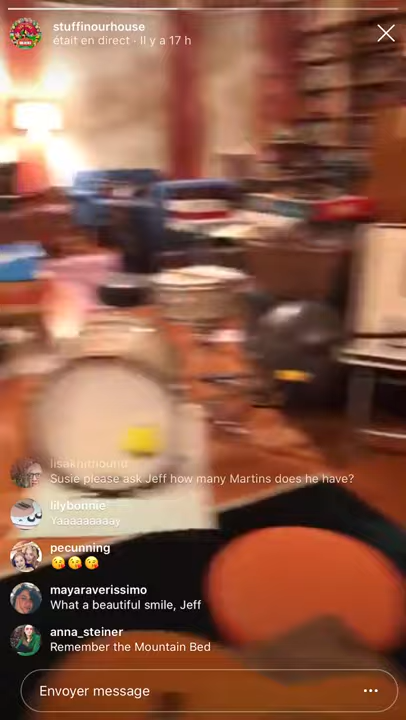 stuffinourhouse
était en direct · Il y a 17 h
lisakhenbound
Susie please ask Jeff how many Martins does he have?
lilybonnie
Yaaaaaaaaay
pecunning
😘😘😘
mayaraverissimo
What a beautiful smile, Jeff
anna_steiner
Remember the Mountain Bed
Envoyer message